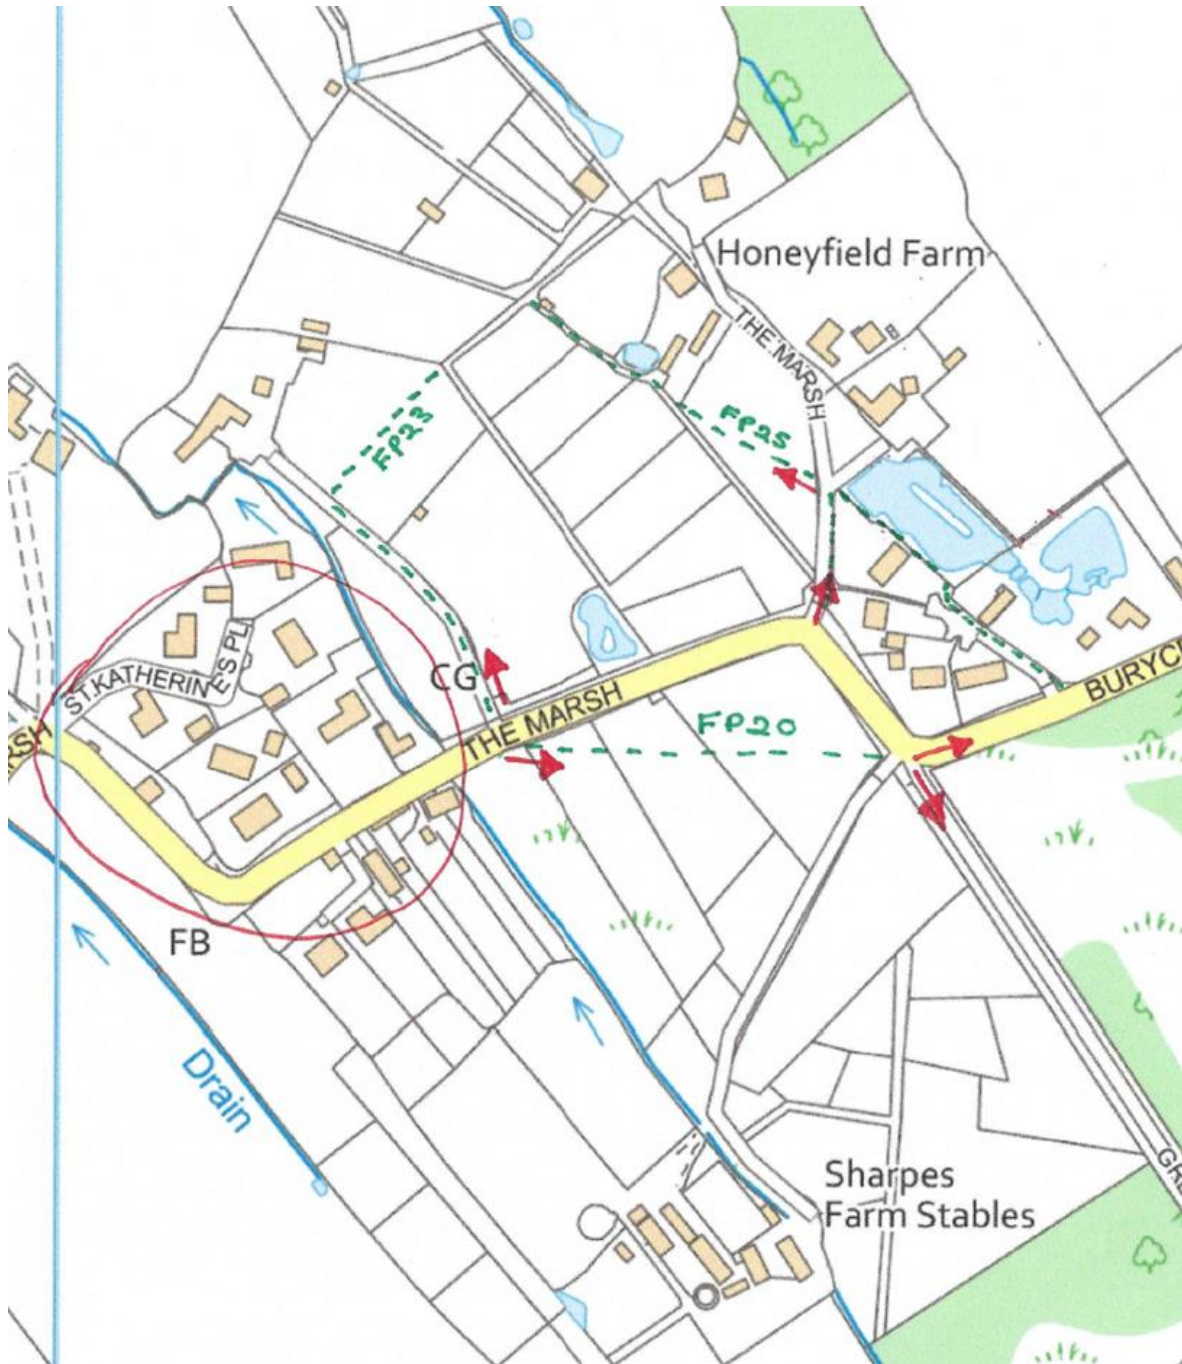 Honeyfield Farm
THE MARSH
FP25
FP23
ST.KATHERINE'S PL
CG
THE MARSH
FP20
BURYC
RSH
FB
Drain
Sharpes
Farm Stables
GRE